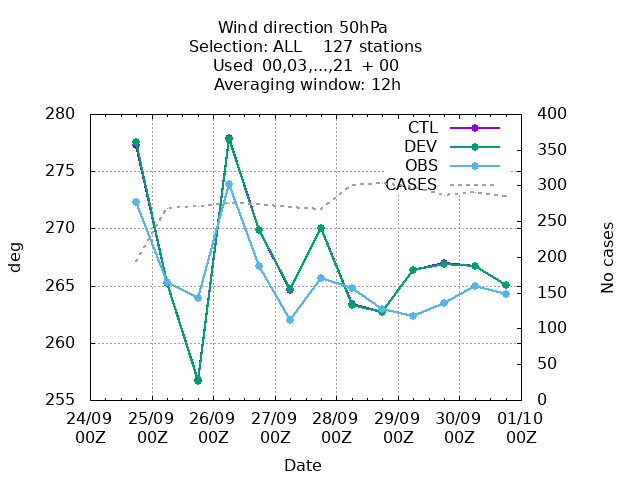 Wind direction 50hPa
Selection: ALL 127 stations
Used 00,03,...,21 + 00
Averaging window: 12h
280 400
CTL
DEV 350
OBS
275 CASES 300
250
270
200
265
150
260 100
50
255 0
24/09 25/09 26/09 27/09 28/09 29/09 30/09 01/10
00Z 00Z 00Z 00Z 00Z 00Z 00Z 00Z
Date
deg
No cases